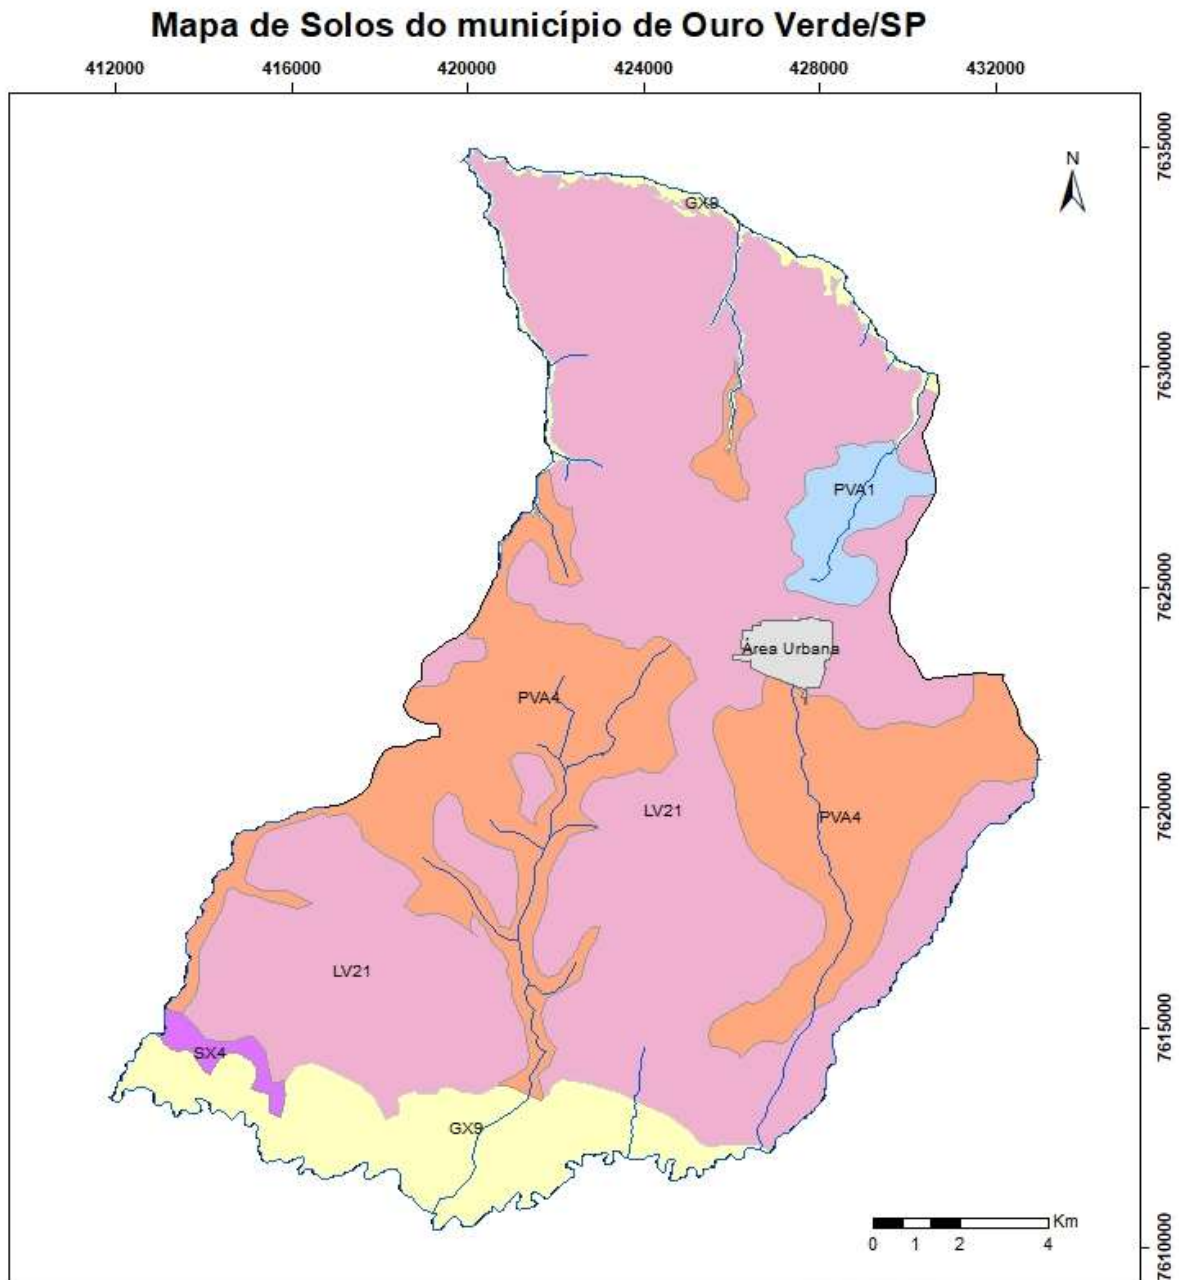 Mapa de Solos do município de Ouro Verde/SP
412000 416000 420000 424000 428000 432000
7635000
N
GX9
7630000
PVA1
7625000
Área Urbana
PVA4
7620000
LV21
PVA4
LV21
7615000
SX4
GX9
Km
0 1 2 4
7610000